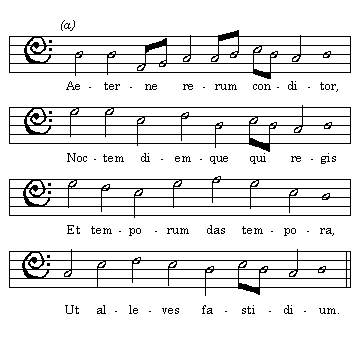 (a)
Ae - ter - ne re - rum con - di - tor,
Noc - tem di - em - que qui re - gis
Et tem - po - rum das tem - po - ra,
Ut al - le - ves fa - sti - di - um.